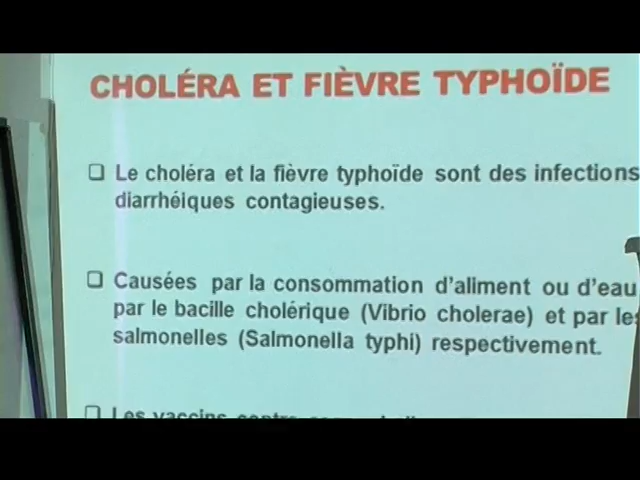 CHOLÉRA ET FIÈVRE TYPHOÏDE
❑ Le choléra et la fièvre typhoïde sont des infections
diarrhéiques contagieuses.
❑ Causées par la consommation d'aliment ou d'eau
par le bacille cholérique (Vibrio cholerae) et par les
salmonelles (Salmonella typhi) respectivement.
❑ Les vaccins contre